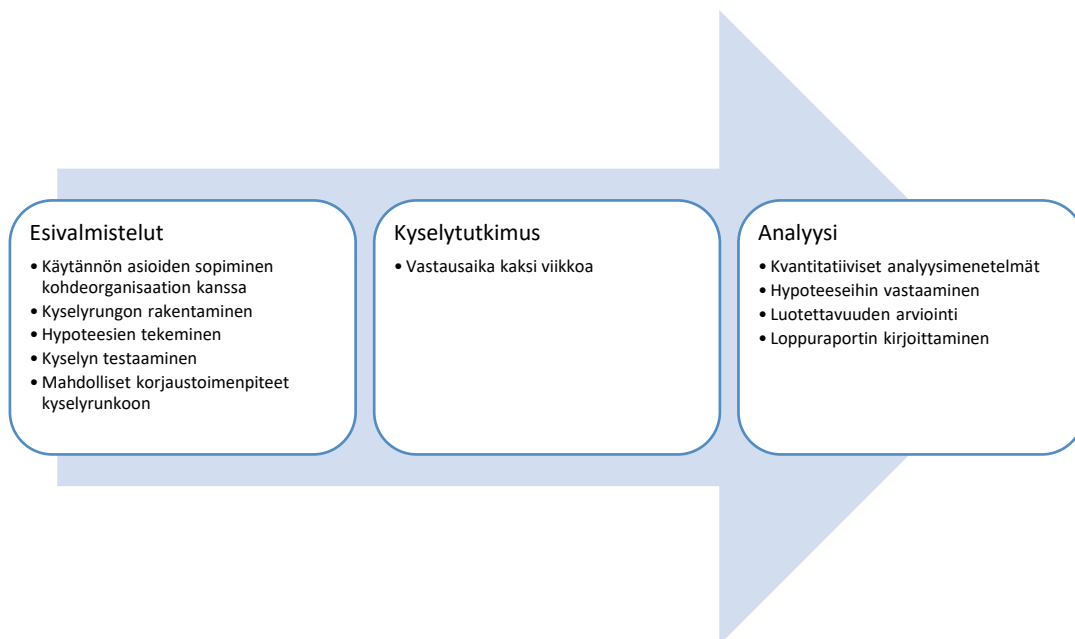 Esivalmistelut
• Käytännön asioiden sopiminen
kohdeorganisaation kanssa
• Kyselyrungon rakentaminen
• Hypoteesien tekeminen
• Kyselyn testaaminen
• Mahdolliset korjaustoimenpiteet
kyselyrunkoon
Kyselytutkimus
• Vastausaika kaksi viikkoa
Analyysi
• Kvantitatiiviset analyysimenetelmät
• Hypoteeseihin vastaaminen
• Luotettavuuden arviointi
• Loppuraportin kirjoittaminen